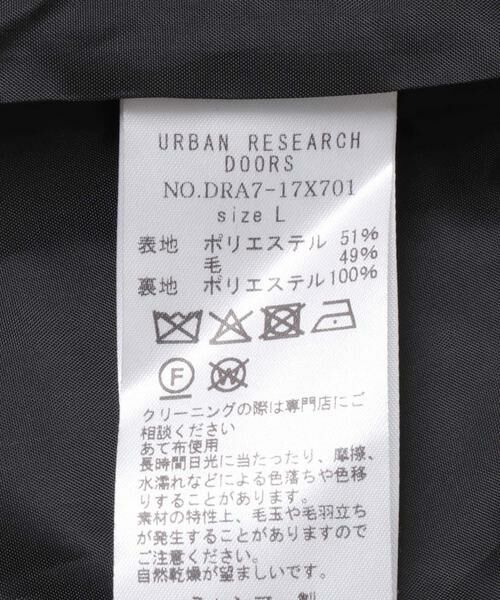 URBAN RESEARCH
DOORS
NO.DRA7-17X701
size L
表地 ポリエステル 51%
毛 49%
裏地 ポリエステル100%
F
W
クリーニングの際は専門店にご
相談ください
あて布使用
長時間日光に当たったり、摩擦、
水濡れなどによる色落ちや色移
りすることがあります。
素材の特性上、毛玉や毛羽立ち
が発生することがありますので
ご注意ください。
自然乾燥が望ましいです。